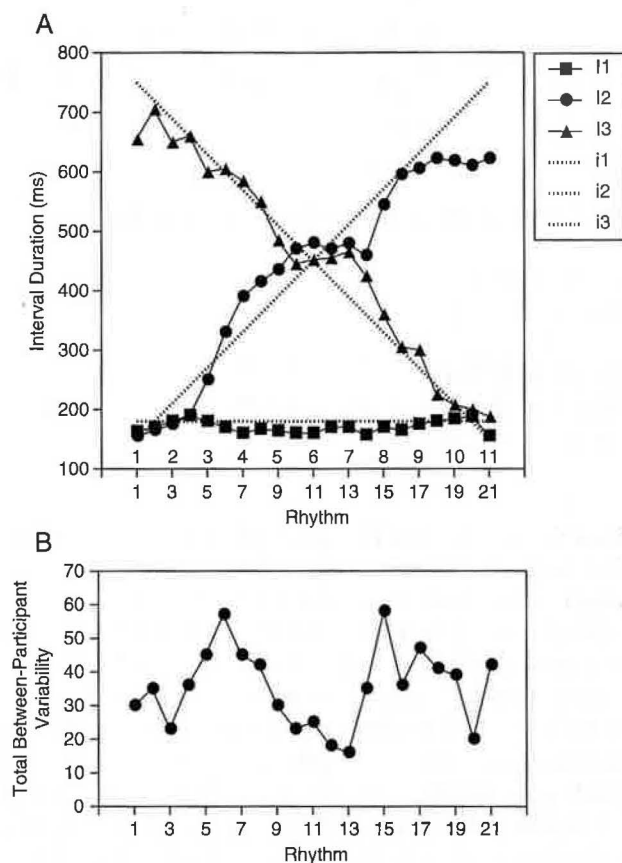 A
800
700
600
500
400
300
200
100
Interval Duration (ms)
1 2 3 4 5 6 7 8 9 10 11
1 3 5 7 9 11 13 15 17 19 21
Rhythm
I1
I2
I3
i1
i2
i3
B
70
60
50
40
30
20
10
0
Total Between-Participant
Variability
1 3 5 7 9 11 13 15 17 19 21
Rhythm